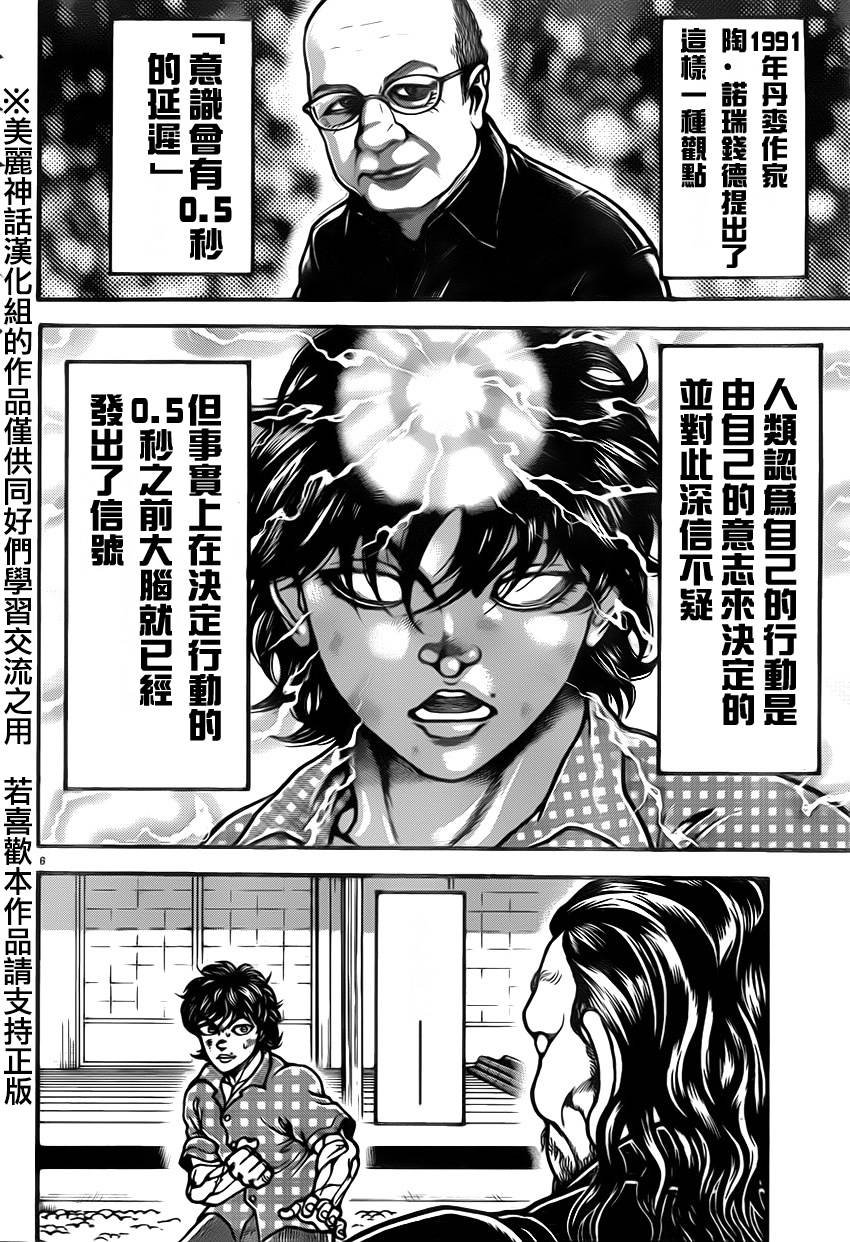 1991年丹麥作家
陶·諾瑞錢德提出了
這樣一種觀點
「意識會有0.5秒
的延遲」
人類認爲自己的行動是
由自己的意志來決定的
並對此深信不疑
但事實上在決定行動的
0.5秒之前大腦就已經
發出了信號
6
※美麗神話漢化組的作品僅供同好們學習交流之用 若喜歡本作品請支持正版